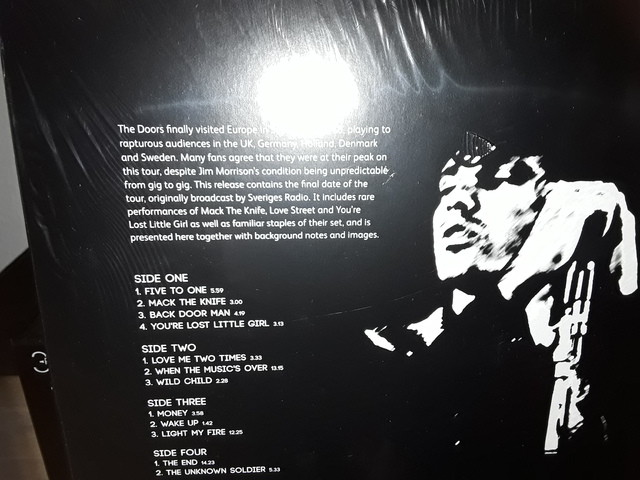 The Doors finally visited Europe in playing to
rapturous audiences in the UK, Germany, Holland, Denmark
and Sweden. Many fans agree that they were at their peak on
this tour, despite Jim Morrison's condition being unpredictable
from gig to gig. This release contains the final date of the
tour, originally broadcast by Sveriges Radio. It includes rare
performances of Mack The Knife, Love Street and You're
Lost Little Girl as well as familiar staples of their set, and is
presented here together with background notes and images.
SIDE ONE
1. FIVE TO ONE 5.59
2. MACK THE KNIFE 3.00
3. BACK DOOR MAN 4.19
4. YOU'RE LOST LITTLE GIRL 3.13
SIDE TWO
1. LOVE ME TWO TIMES 3.33
2. WHEN THE MUSIC'S OVER 13.15
3. WILD CHILD 2.28
SIDE THREE
1. MONEY 3.58
2. WAKE UP 1.42
3. LIGHT MY FIRE 12.25
SIDE FOUR
1. THE END 14.23
2. THE UNKNOWN SOLDIER 5.33